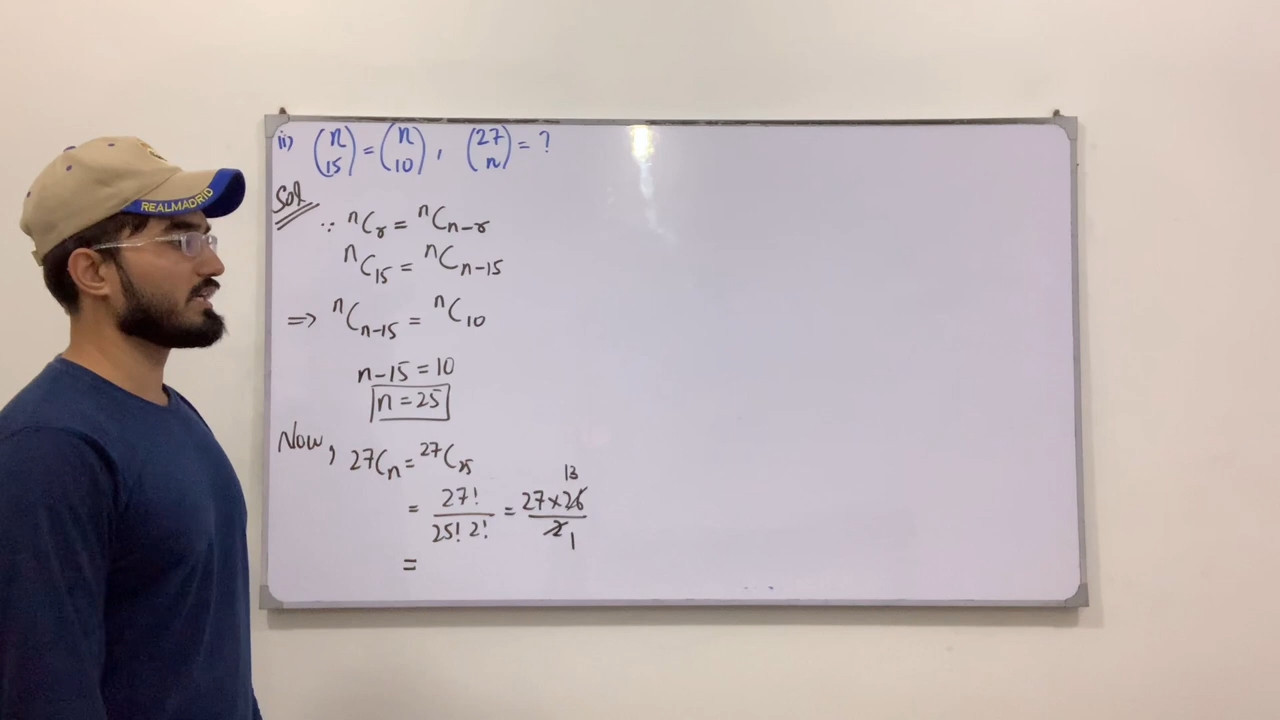 REALMADRID
ii) (n 15) = (n 10), (27 n) = ?
Sol
∵ ⁿCᵣ = ⁿCₙ₋ᵣ
ⁿC₁₅ = ⁿCₙ₋₁₅
⇒ ⁿCₙ₋₁₅ = ⁿC₁₀
n-15 = 10
n = 25
Now, 27Cₙ = ²⁷C₂₅
= 27! / 25! 2! = 27 × 26 13 / 2 1
=